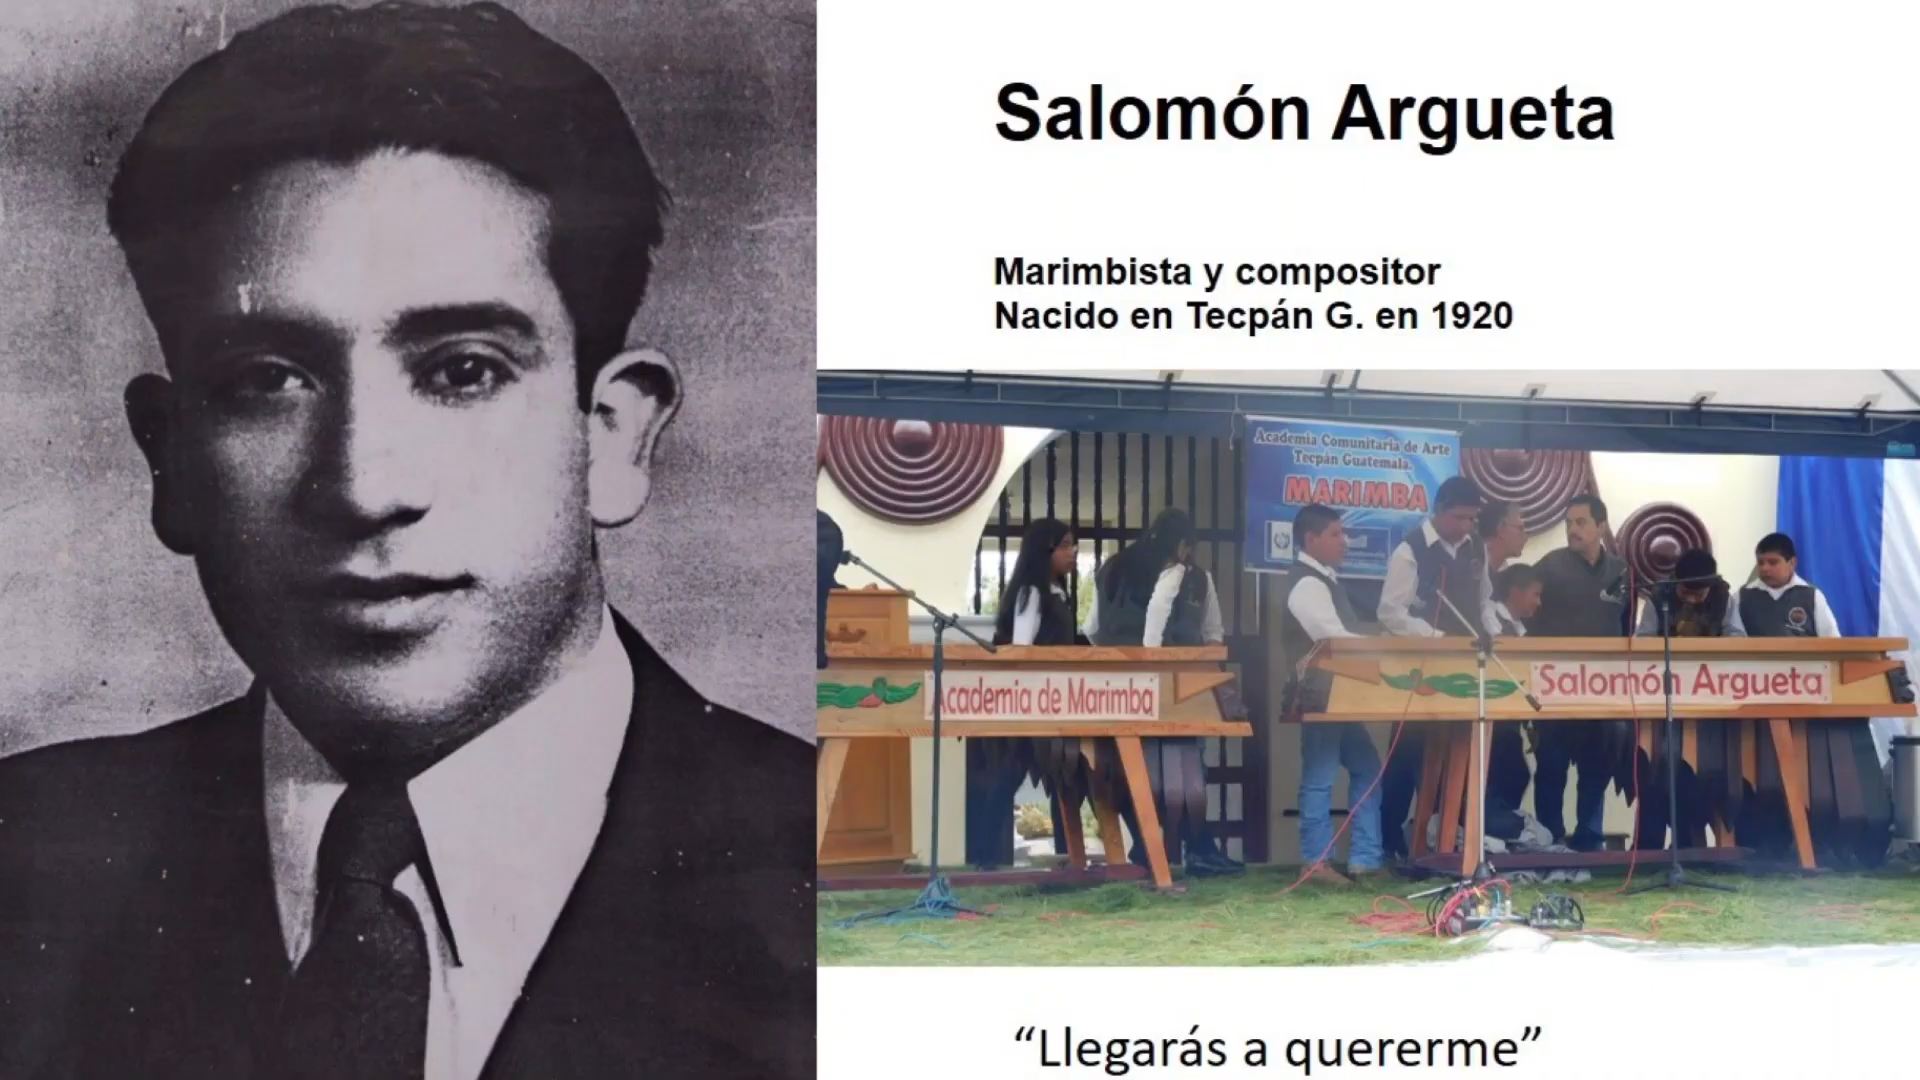 Salomón Argueta
Marimbista y compositor
Nacido en Tecpán G. en 1920
Academia Comunitaria de Arte
Tecpán Guatemala.
MARIMBA
Academia de Marimba
Salomón Argueta
“Llegarás a quererme”